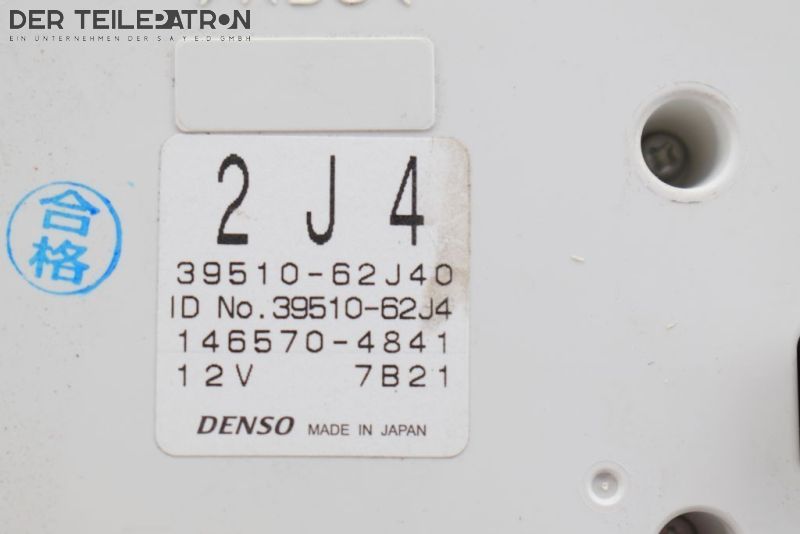 DER TEILEPATRON
EIN UNTERNEHMEN DER S A Y E.D GMBH
合格
2 J 4
39510-62J40
ID No.39510-62J4
146570-4841
12V 7B21
DENSO MADE IN JAPAN